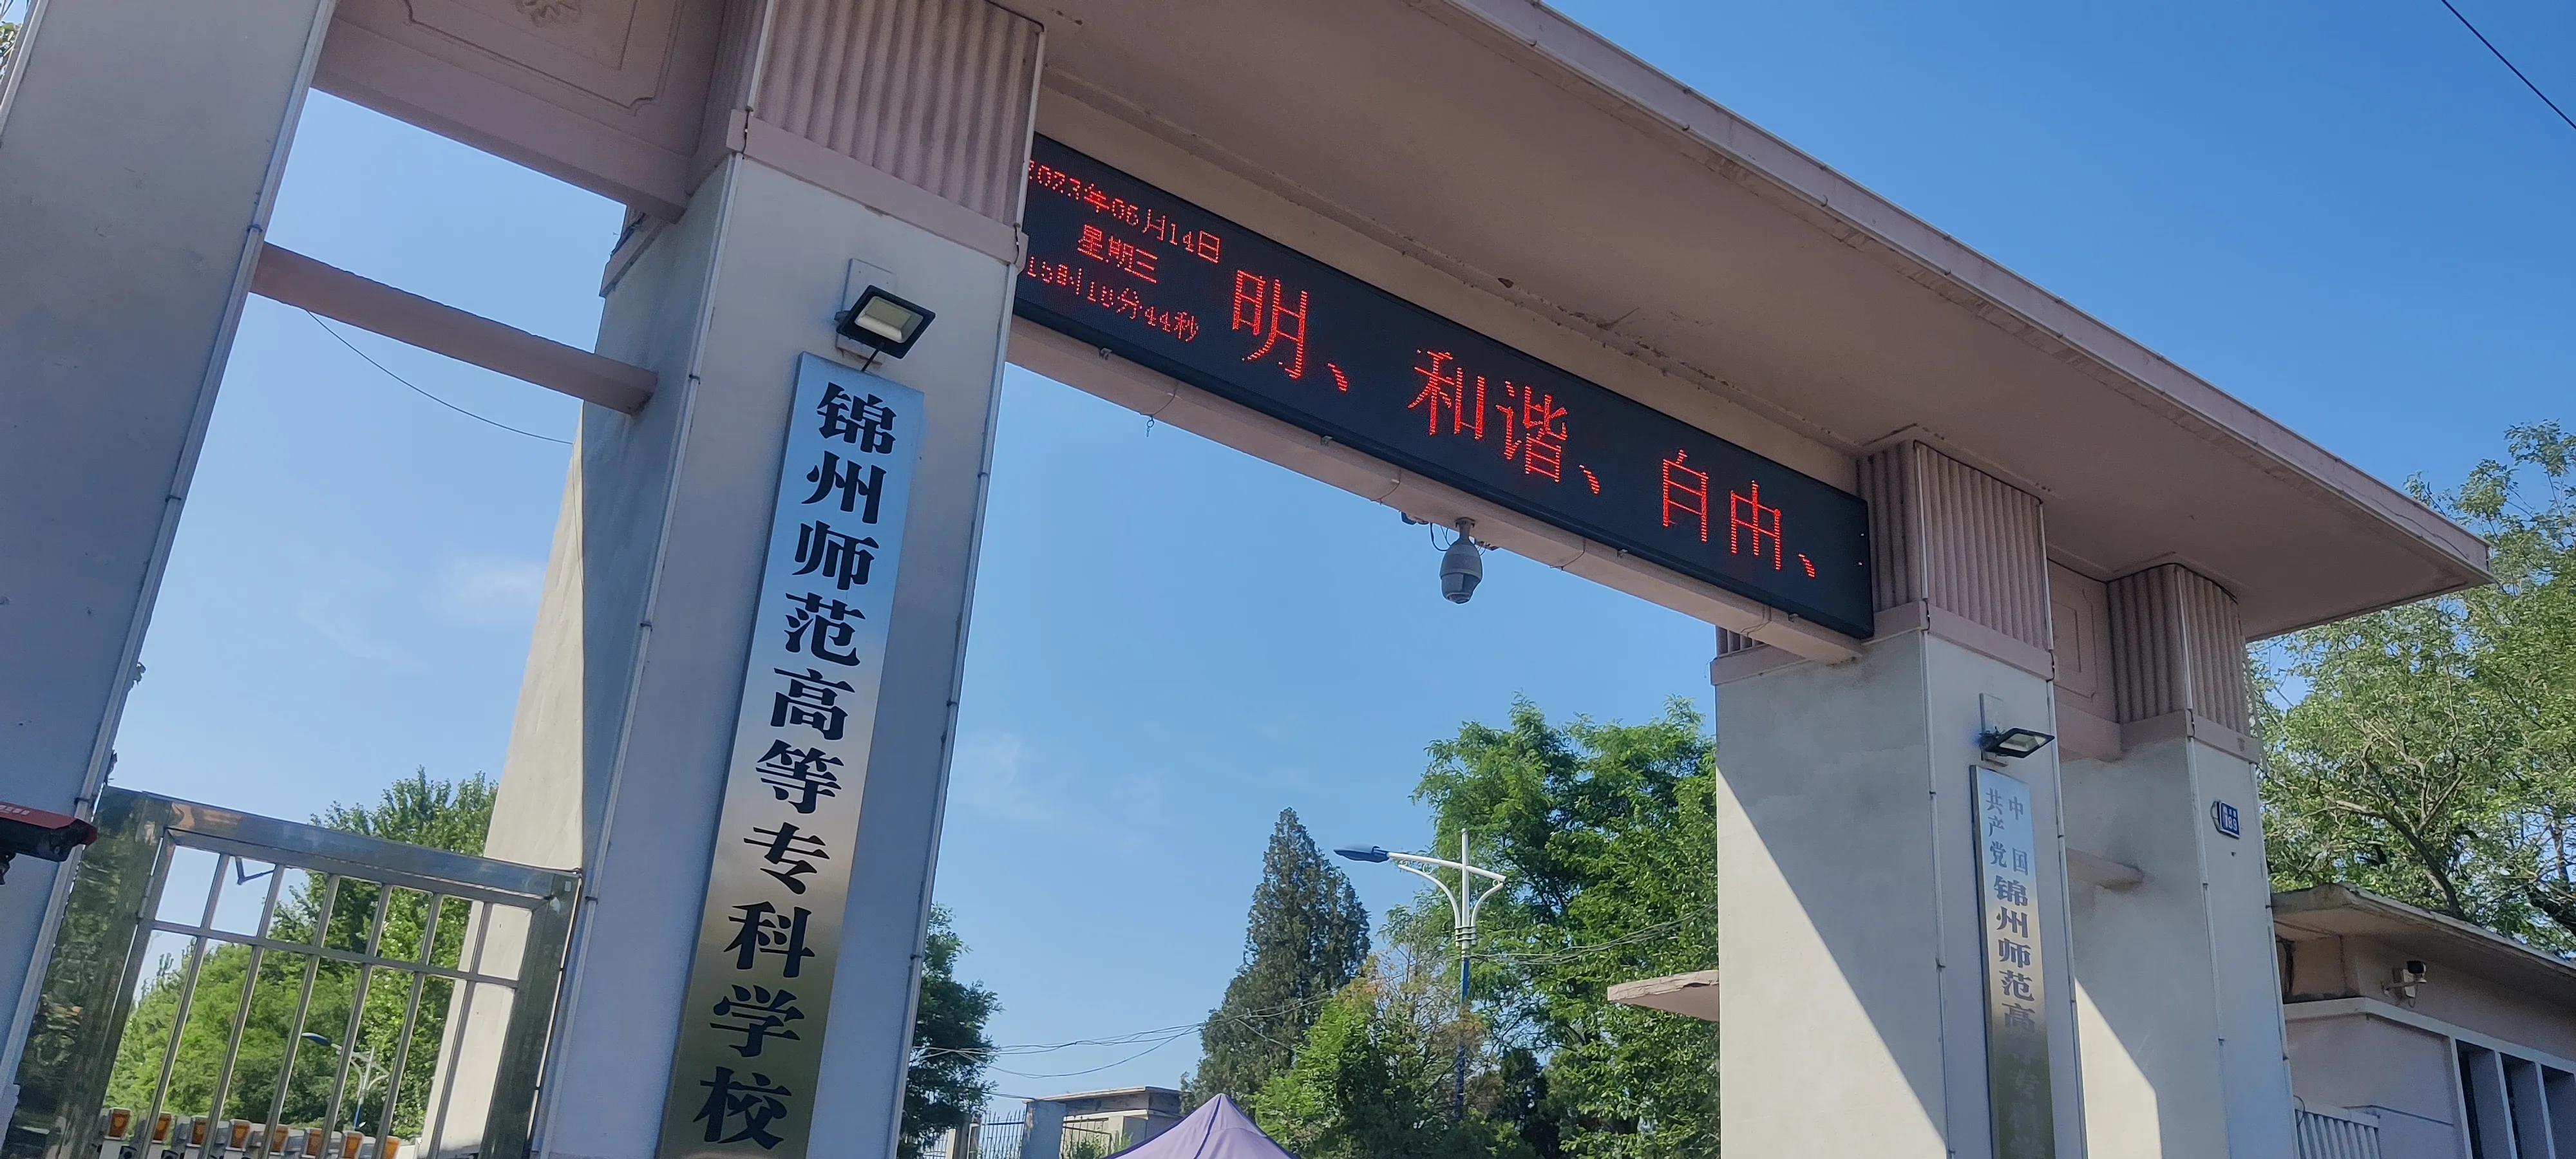 2023年06月14日
星期三
15时10分44秒
明、和谐、自由、
锦州师范高等专科学校
中国
共产党
锦州师范高